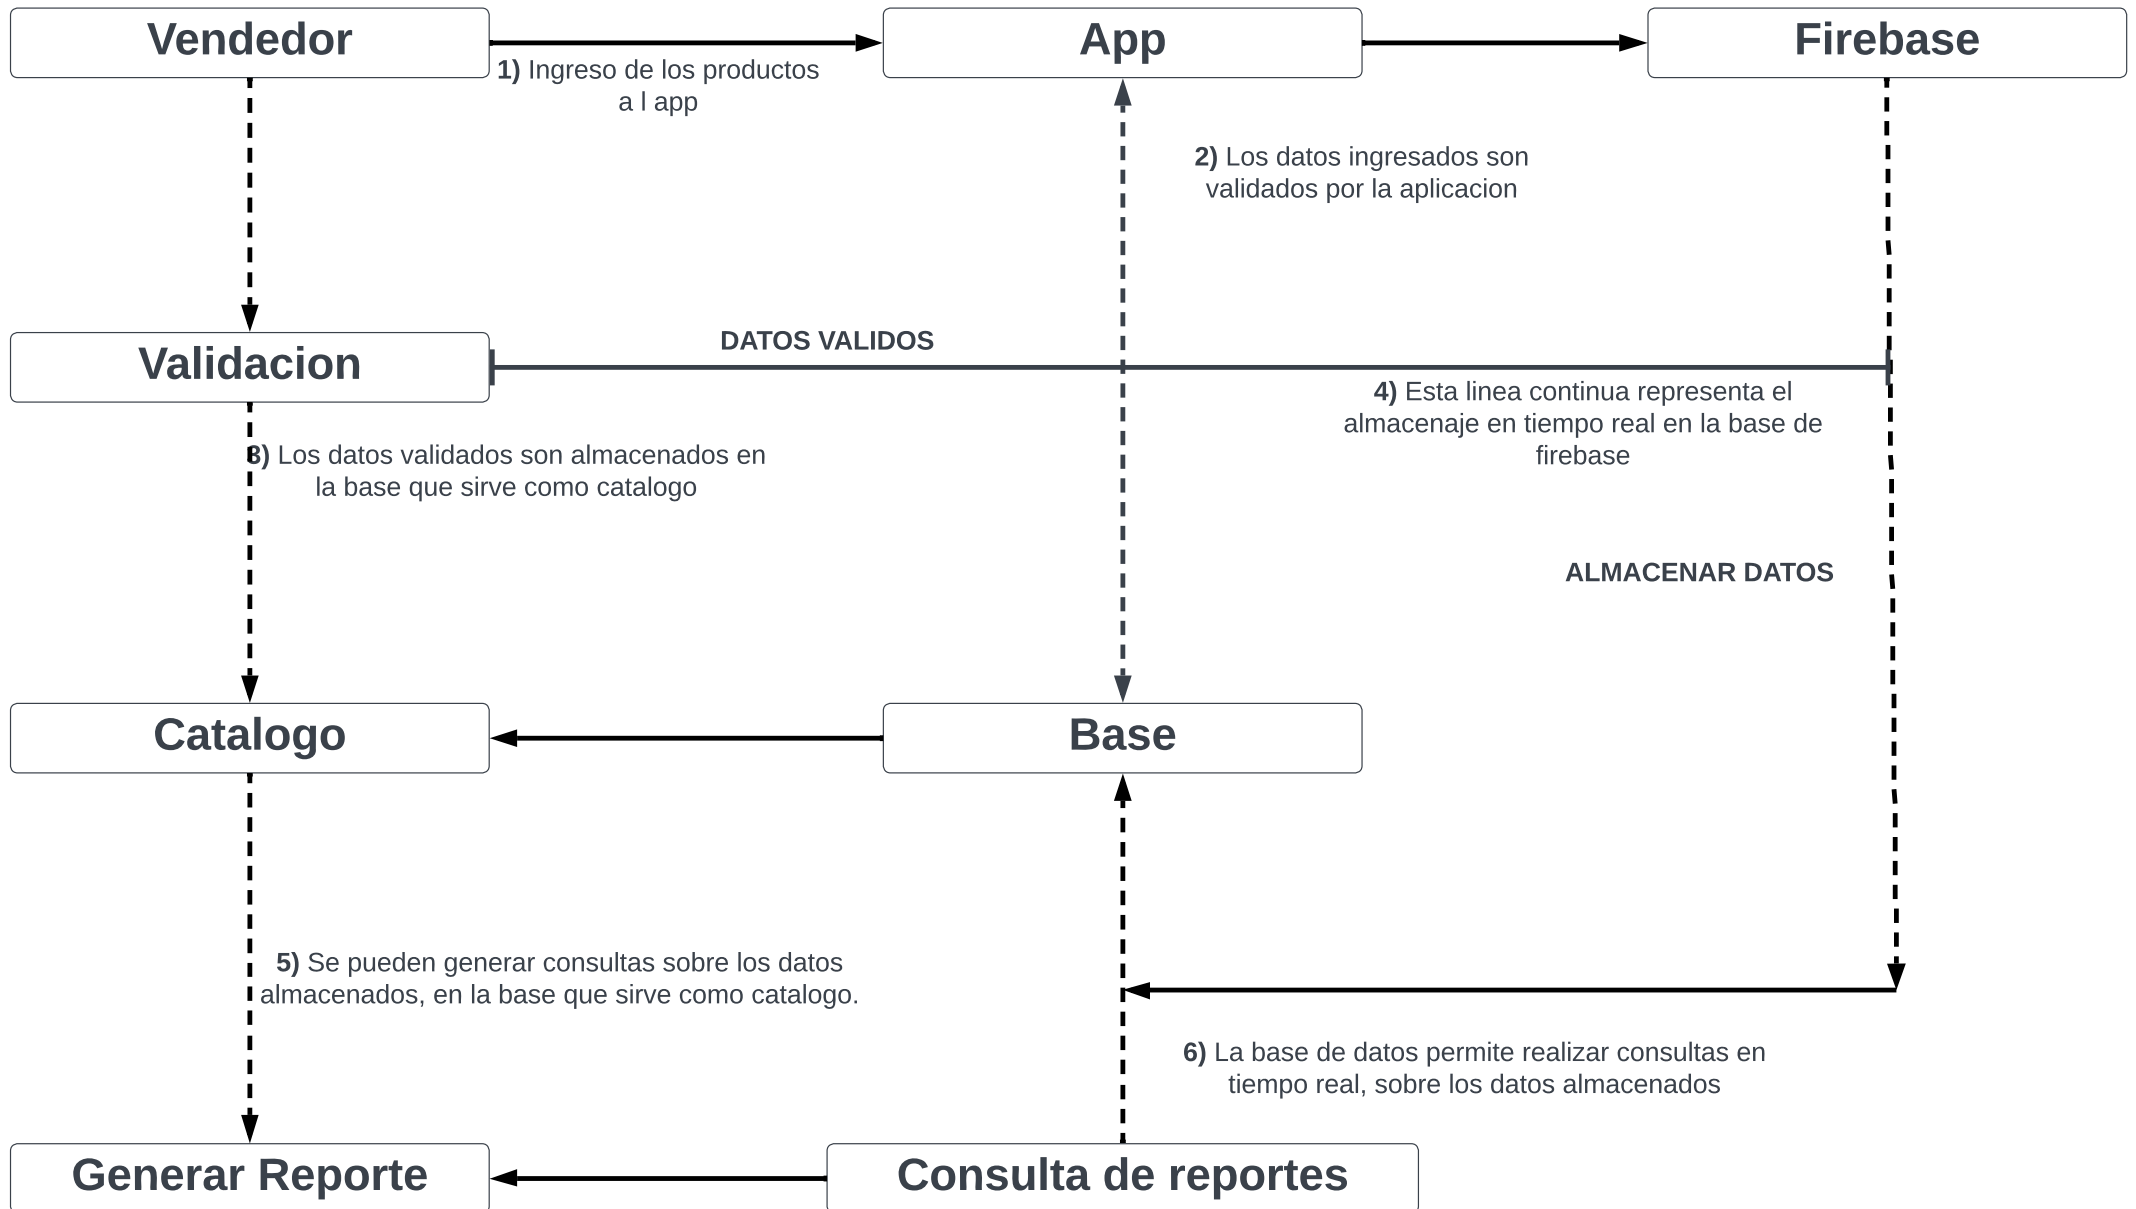 Vendedor
App
Firebase
1) Ingreso de los productos
a l app
2) Los datos ingresados son
validados por la aplicacion
DATOS VALIDOS
Validacion
4) Esta linea continua representa el
almacenaje en tiempo real en la base de
firebase
3) Los datos validados son almacenados en
la base que sirve como catalogo
ALMACENAR DATOS
Catalogo
Base
5) Se pueden generar consultas sobre los datos
almacenados, en la base que sirve como catalogo.
6) La base de datos permite realizar consultas en
tiempo real, sobre los datos almacenados
Generar Reporte
Consulta de reportes